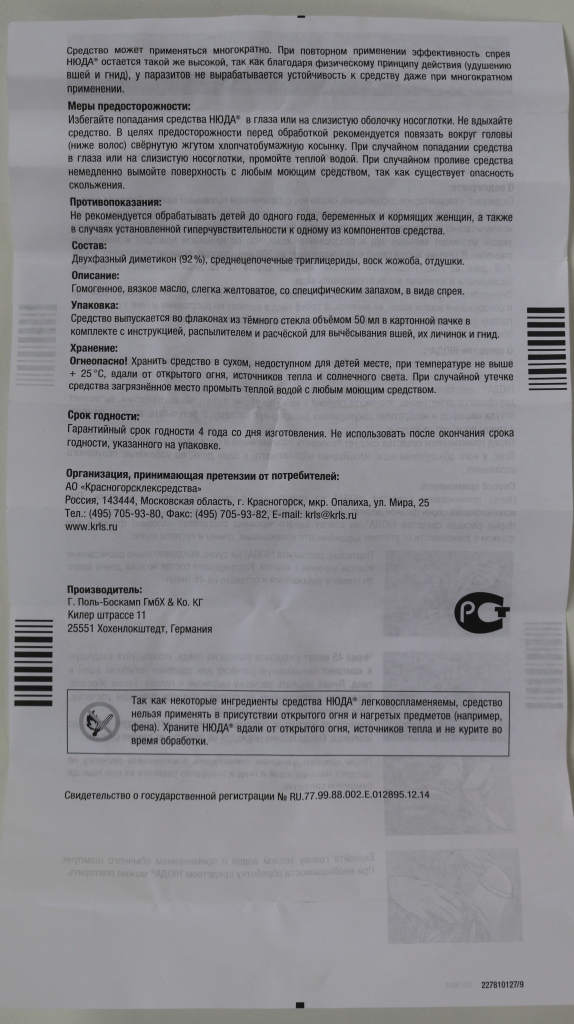 Средство может применяться многократно. При повторном применении эффективность спрея
НЮДА® остается такой же высокой, так как благодаря физическому принципу действия (удушению
вшей и гнид), у паразитов не вырабатывается устойчивость к средству даже при многократном
применении.
Меры предосторожности:
Избегайте попадания средства НЮДА® в глаза или на слизистую оболочку носоглотки. Не вдыхайте
средство. В целях предосторожности перед обработкой рекомендуется повязать вокруг головы
(ниже волос) свёрнутую жгутом хлопчатобумажную косынку. При случайном попадании средства
в глаза или на слизистую носоглотки, промойте теплой водой. При случайном проливе средства
немедленно вымойте поверхность с любым моющим средством, так как существует опасность
скольжения.
Противопоказания:
Не рекомендуется обрабатывать детей до одного года, беременных и кормящих женщин, а также
в случаях установленной гиперчувствительности к одному из компонентов средства.
Состав:
Двухфазный диметикон (92 %), среднецепочечные триглицериды, воск жожоба, отдушки.
Описание:
Гомогенное, вязкое масло, слегка желтоватое, со специфическим запахом, в виде спрея.
Упаковка:
Средство выпускается во флаконах из тёмного стекла объёмом 50 мл в картонной пачке в
комплекте с инструкцией, распылителем и расчёской для вычёсывания вшей, их личинок и гнид.
Хранение:
Огнеопасно! Хранить средство в сухом, недоступном для детей месте, при температуре не выше
+ 25 °С, вдали от открытого огня, источников тепла и солнечного света. При случайной утечке
средства загрязнённое место промыть теплой водой с любым моющим средством.
Срок годности:
Гарантийный срок годности 4 года со дня изготовления. Не использовать после окончания срока
годности, указанного на упаковке.
Организация, принимающая претензии от потребителей:
АО «Красногорсклексредства»
Россия, 143444, Московская область, г. Красногорск, мкр. Опалиха, ул. Мира, 25
Тел.: (495) 705-93-80, Факс: (495) 705-93-82, E-mail: krls@krls.ru
www.krls.ru
Производитель:
Г. Поль-Боскамп ГмбХ & Ко. КГ
Килер штрассе 11
25551 Хохенлокштедт, Германия
РСТ
Так как некоторые ингредиенты средства НЮДА® легковоспламеняемы, средство
нельзя применять в присутствии открытого огня и нагретых предметов (например,
фена). Храните НЮДА® вдали от открытого огня, источников тепла и не курите во
время обработки.
Свидетельство о государственной регистрации № RU.77.99.88.002.Е.012895.12.14
227810127/9